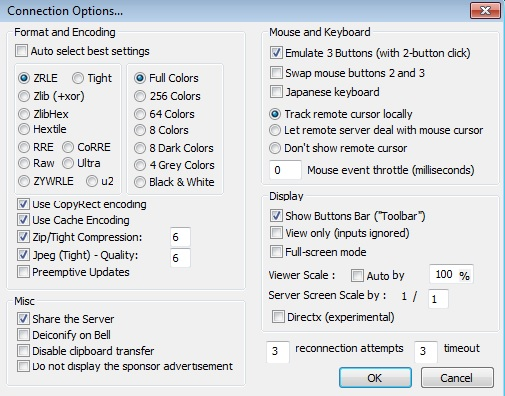 Connection Options...
Format and Encoding
Auto select best settings
ZRLE Tight
Zlib (+xor)
ZlibHex
Hextile
RRE CoRRE
Raw Ultra
ZYWRLE u2
Full Colors
256 Colors
64 Colors
8 Colors
8 Dark Colors
4 Grey Colors
Black & White
Use CopyRect encoding
Use Cache Encoding
Zip/Tight Compression: 6
Jpeg (Tight) - Quality: 6
Preemptive Updates
Misc
Share the Server
Deiconify on Bell
Disable clipboard transfer
Do not display the sponsor advertisement
Mouse and Keyboard
Emulate 3 Buttons (with 2-button click)
Swap mouse buttons 2 and 3
Japanese keyboard
Track remote cursor locally
Let remote server deal with mouse cursor
Don't show remote cursor
0 Mouse event throttle (milliseconds)
Display
Show Buttons Bar ("Toolbar")
View only (inputs ignored)
Full-screen mode
Viewer Scale : Auto by 100 %
Server Screen Scale by : 1 / 1
Directx (experimental)
3 reconnection attempts 3 timeout
OK Cancel